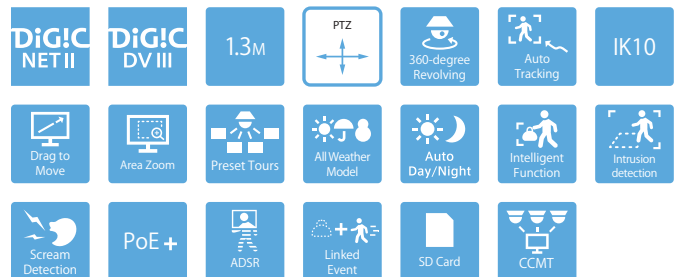 DiG!C
NET II
DiG!C
DV III
1.3M
PTZ
360-degree
Revolving
Auto
Tracking
IK10
Drag to
Move
Area Zoom
Preset Tours
All Weather
Model
Auto
Day/Night
Intelligent
Function
Intrusion
detection
Scream
Detection
PoE+
ADSR
Linked
Event
SD Card
CCMT